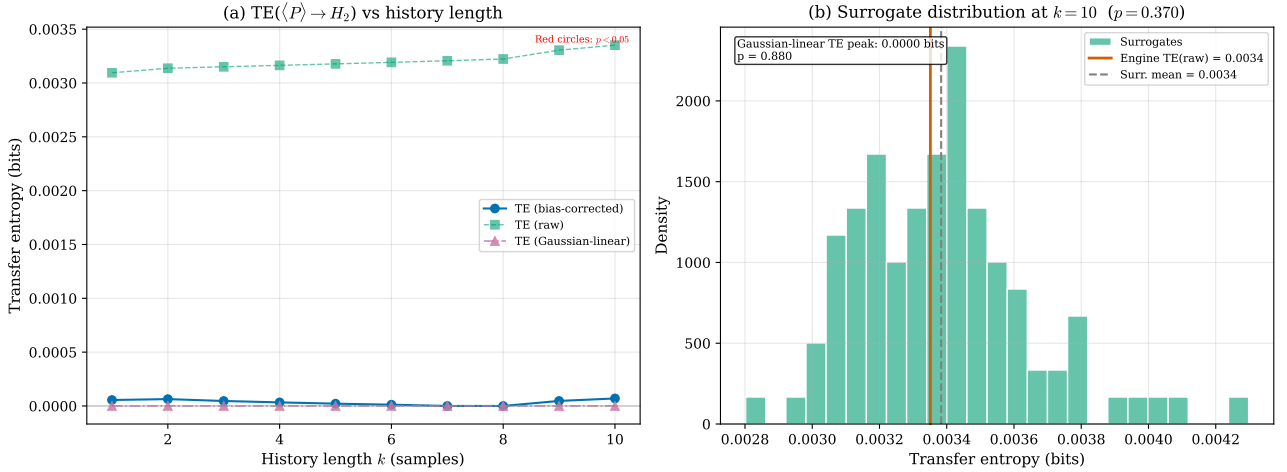 (a) TE(⟨P⟩ → H₂) vs history length
Red circles: p < 0.05
0.0035
0.0030
0.0025
0.0020
0.0015
0.0010
0.0005
0.0000
Transfer entropy (bits)
TE (bias-corrected)
TE (raw)
TE (Gaussian-linear)
2 4 6 8 10
History length k (samples)
(b) Surrogate distribution at k = 10 (p = 0.370)
Gaussian-linear TE peak: 0.0000 bits
p = 0.880
Surrogates
Engine TE(raw) = 0.0034
Surr. mean = 0.0034
2000
1500
1000
500
0
Density
0.0028 0.0030 0.0032 0.0034 0.0036 0.0038 0.0040 0.0042
Transfer entropy (bits)